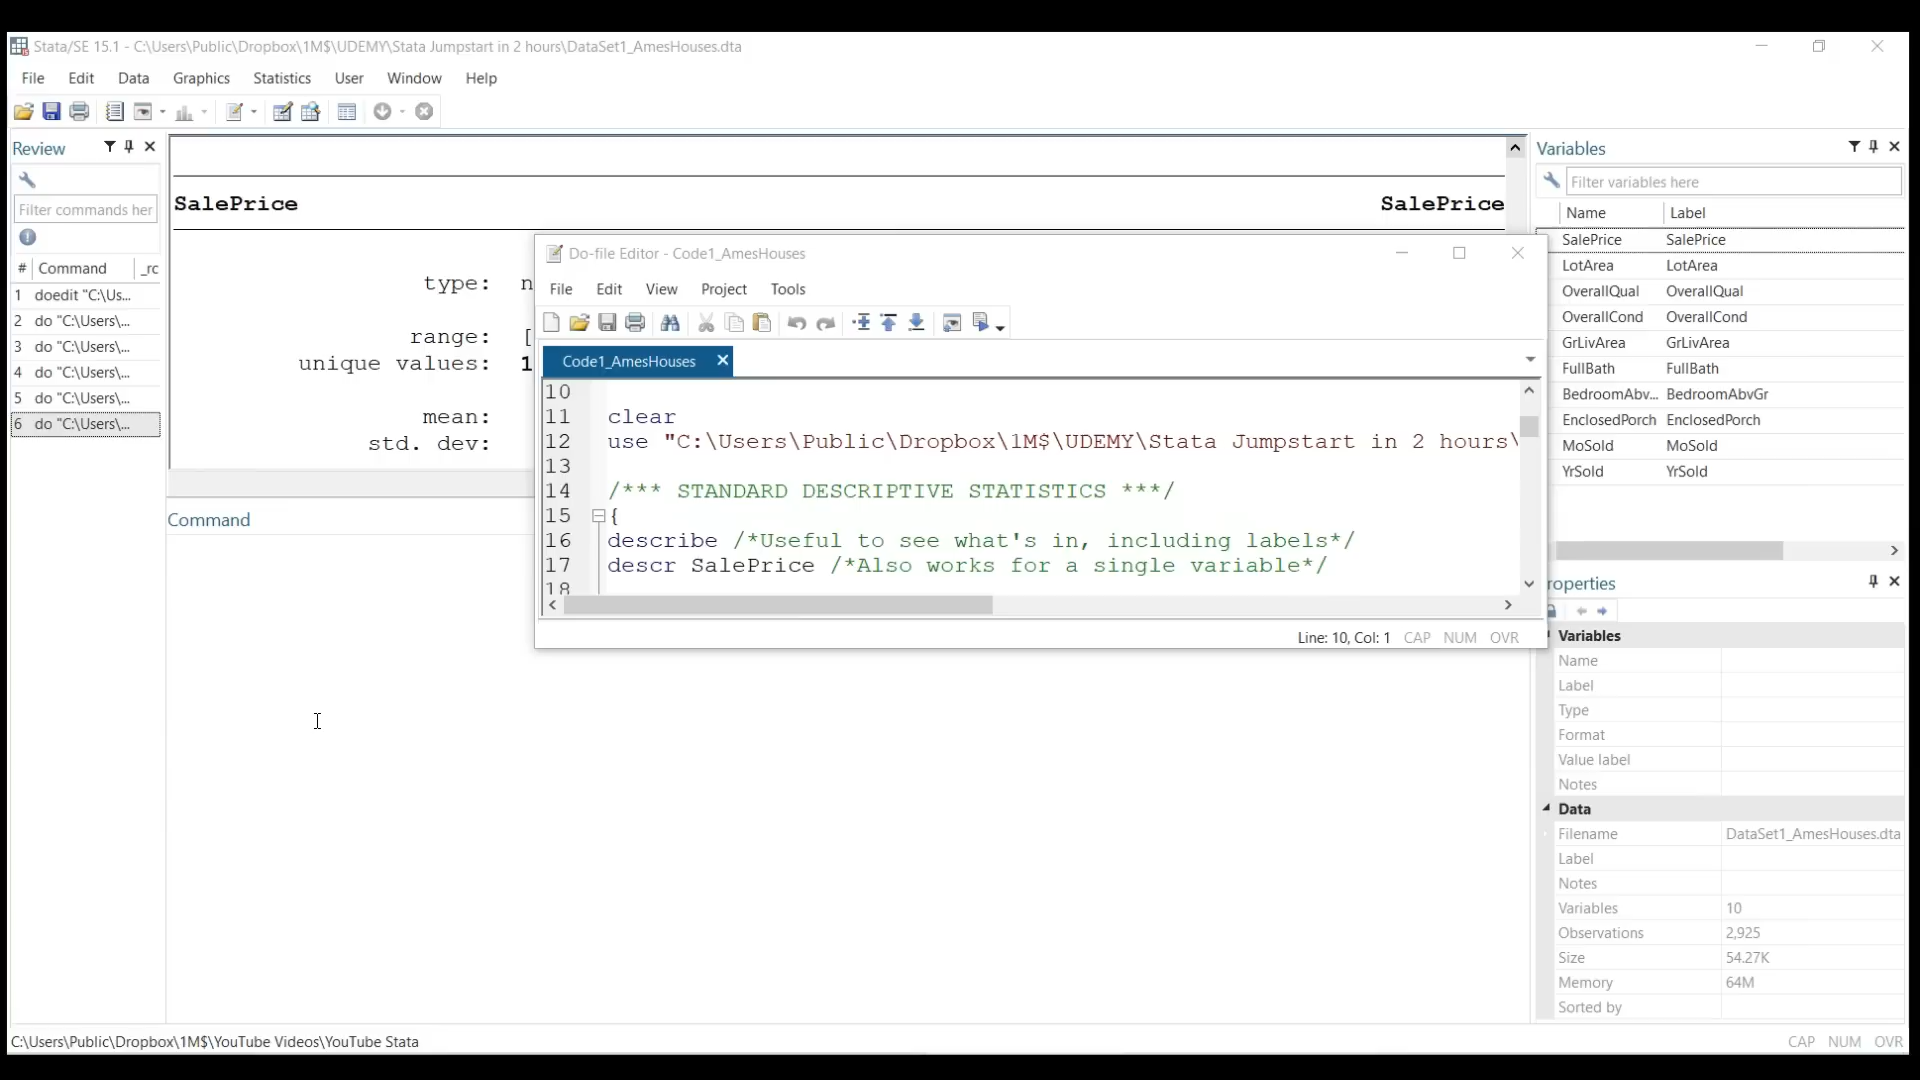 Stata/SE 15.1 - C:\Users\Public\Dropbox\1M$\UDEMY\Stata Jumpstart in 2 hours\DataSet1_AmesHouses.dta
File Edit Data Graphics Statistics User Window Help
Review
Filter commands her
# Command _rc
1 doedit "C:\Us...
2 do "C:\Users\...
3 do "C:\Users\...
4 do "C:\Users\...
5 do "C:\Users\...
6 do "C:\Users\...
SalePrice SalePrice
type: n
range: [
unique values: 1
mean:
std. dev:
Command
Do-file Editor - Code1_AmesHouses
File Edit View Project Tools
Code1_AmesHouses
10
11 clear
12 use "C:\Users\Public\Dropbox\1M$\UDEMY\Stata Jumpstart in 2 hours\
13
14 /*** STANDARD DESCRIPTIVE STATISTICS ***/
15 {
16 describe /*Useful to see what's in, including labels*/
17 descr SalePrice /*Also works for a single variable*/
18
Line: 10, Col: 1 CAP NUM OVR
Variables
Filter variables here
Name Label
SalePrice SalePrice
LotArea LotArea
OverallQual OverallQual
OverallCond OverallCond
GrLivArea GrLivArea
FullBath FullBath
BedroomAbv... BedroomAbvGr
EnclosedPorch EnclosedPorch
MoSold MoSold
YrSold YrSold
roperties
Variables
Name
Label
Type
Format
Value label
Notes
Data
Filename DataSet1_AmesHouses.dta
Label
Notes
Variables 10
Observations 2,925
Size 54.27K
Memory 64M
Sorted by
C:\Users\Public\Dropbox\1M$\YouTube Videos\YouTube Stata
CAP NUM OVR